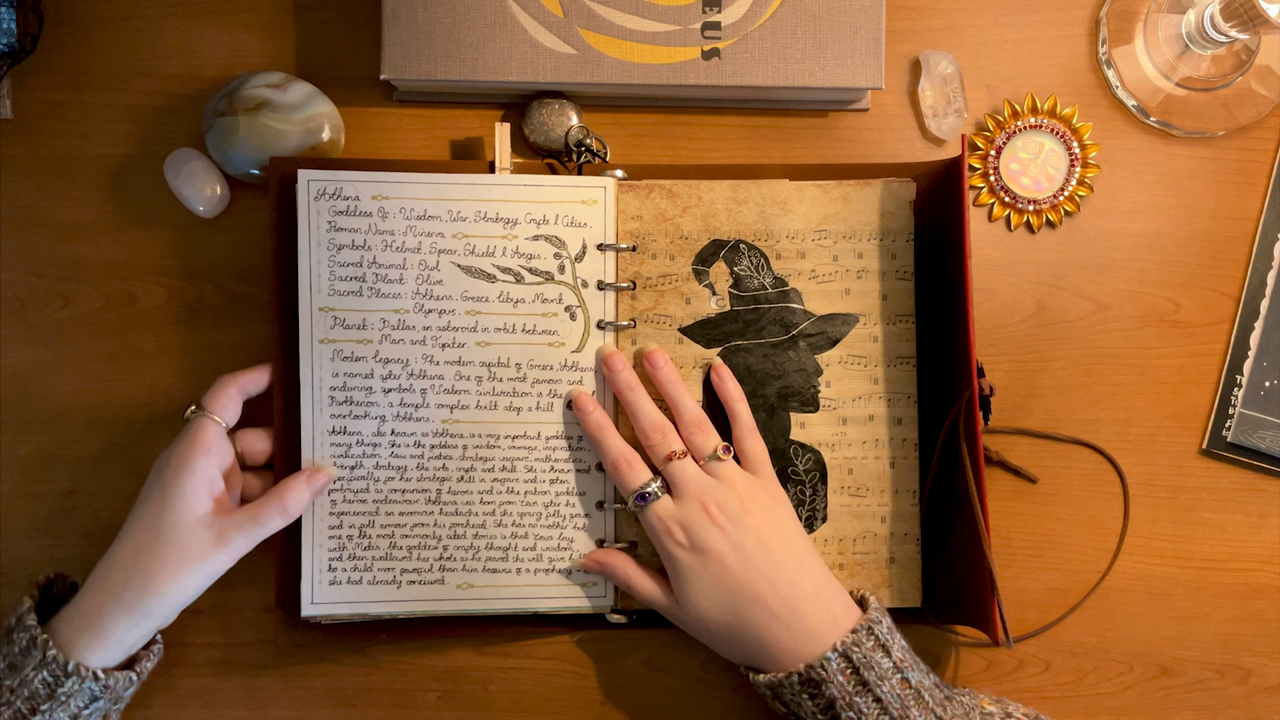 EUS
Athena
Goddess Of : Wisdom, War, Strategy, Crafts & Cities.
Roman Name : Minerva
Symbols : Helmet, Spear, Shield & Aegis.
Sacred Animal : Owl
Sacred Plant : Olive
Sacred Places : Athens, Greece, Libya, Mount
Olympus.
Planet : Pallas, an asteroid in orbit between
Mars and Jupiter.
Modern Legacy : The modern capital of Greece, Athens,
is named after Athena. One of the most famous and
enduring symbols of Western civilisation is the
Parthenon, a temple complex built atop a hill
overlooking Athens.
Athena, also known as Athene, is a very important goddess of
many things. She is the goddess of wisdom, courage, inspiration,
civilization, law and justice, strategic warfare, mathematics,
strength, strategy, the arts, crafts and skill. She is known most
specifically for her strategic skill in warfare and is often
portrayed as companion of heroes and is the patron goddess
of heroic endeavour. Athena was born from Zeus after he
experienced an enormous headache and she sprang fully grown
and in full armour from his forehead. She has no mother but
one of the most commonly cited stories is that Zeus lay
with Metis, the goddess of crafty thought and wisdom,
and then swallowed her whole as he feared she will give
to a child more powerful than him because of a prophecy -
she had already conceived.